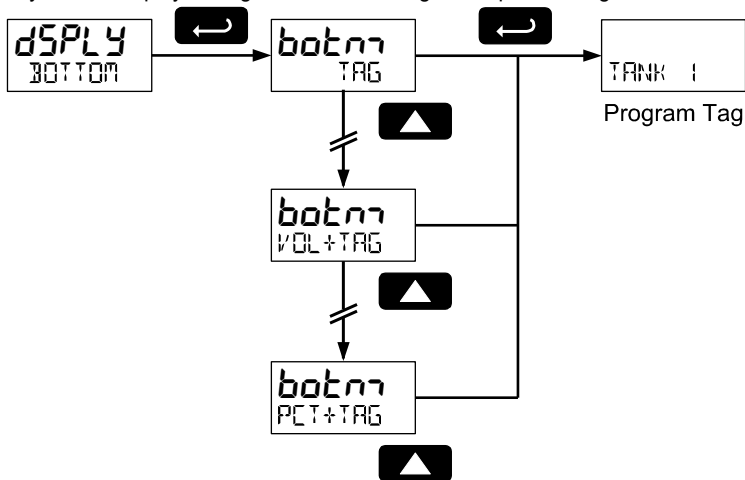 dSPLY
BOTTOM
botm
TAG
TANK 1
Program Tag
botm
VOL+TAG
botm
PCT+TAG